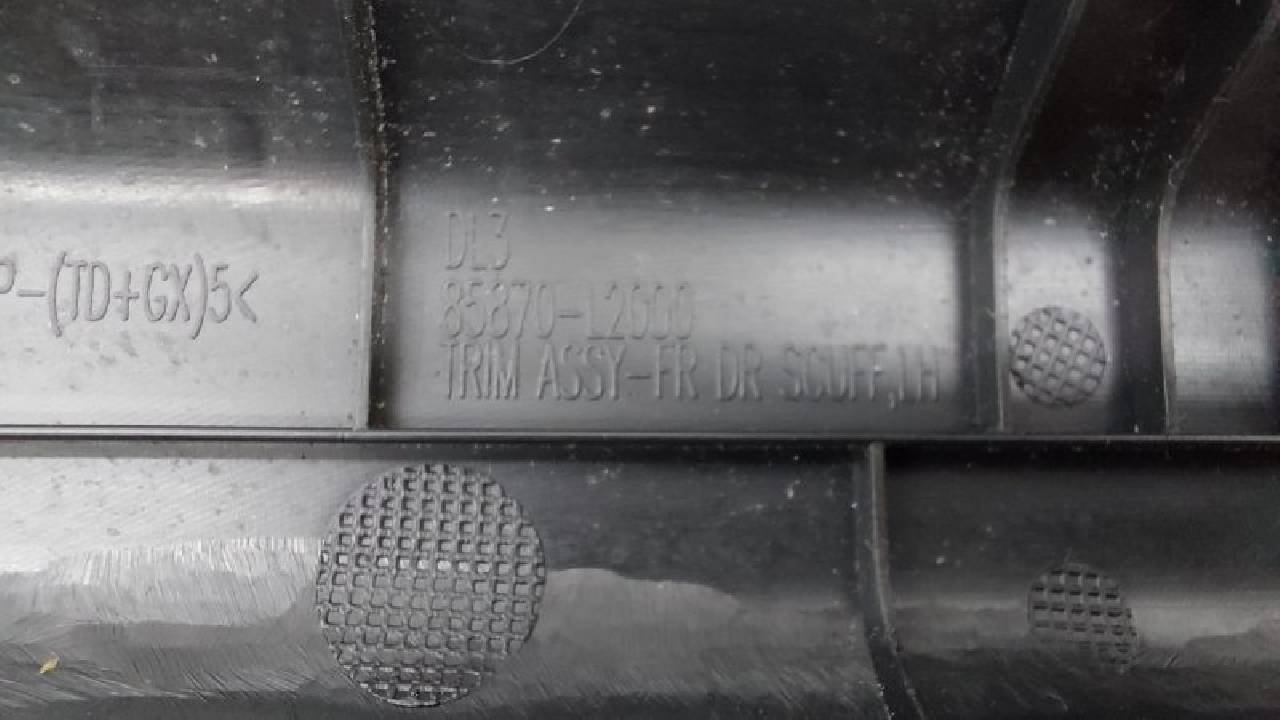 P-(TD+GX)5<
DL3
85870-L2000
TRIM ASSY-FR DR SCUFF,LH